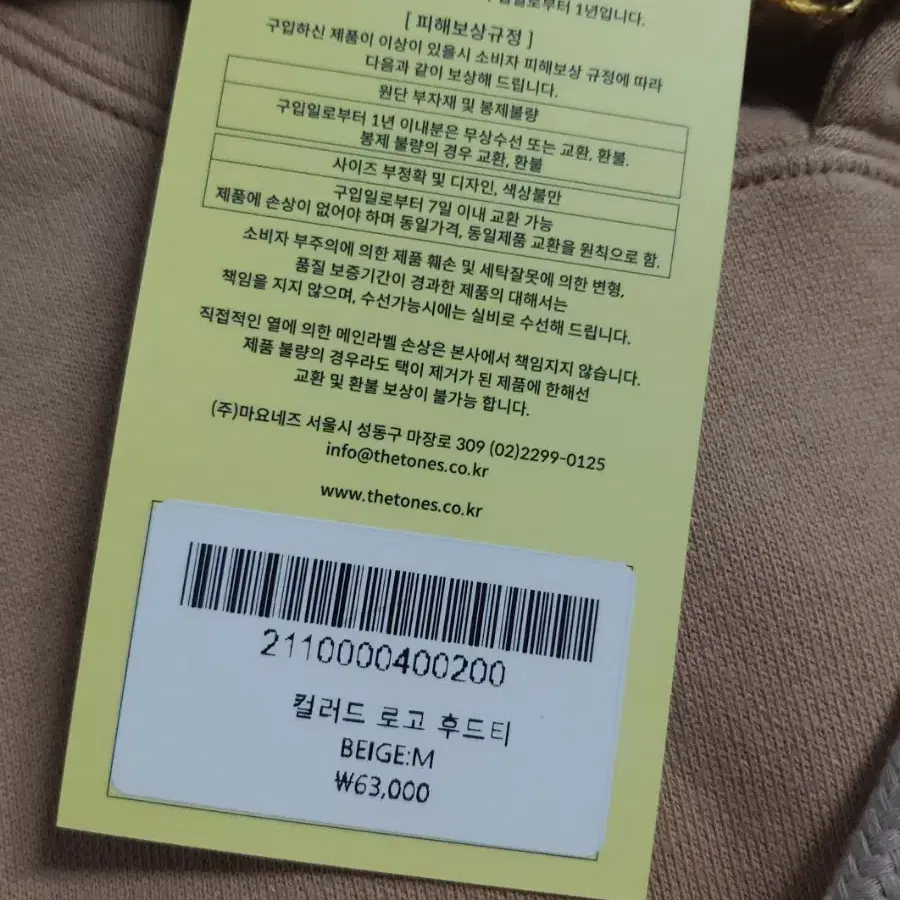 로부터 1년입니다.
[ 피해보상규정 ]
구입하신 제품이 이상이 있을시 소비자 피해보상 규정에 따라
다음과 같이 보상해 드립니다.
원단 부자재 및 봉제불량
구입일로부터 1년 이내분은 무상수선 또는 교환, 환불.
봉제 불량의 경우 교환, 환불
사이즈 부정확 및 디자인, 색상불만
구입일로부터 7일 이내 교환 가능
제품에 손상이 없어야 하며 동일가격, 동일제품 교환을 원칙으로 함.
소비자 부주의에 의한 제품 훼손 및 세탁잘못에 의한 변형,
품질 보증기간이 경과한 제품의 대해서는
책임을 지지 않으며, 수선가능시에는 실비로 수선해 드립니다.
직접적인 열에 의한 메인라벨 손상은 본사에서 책임지지 않습니다.
제품 불량의 경우라도 택이 제거가 된 제품에 한해선
교환 및 환불 보상이 불가능 합니다.
(주)마요네즈 서울시 성동구 마장로 309 (02)2299-0125
info@thetones.co.kr
www.thetones.co.kr
2110000400200
컬러드 로고 후드티
BEIGE:M
₩63,000